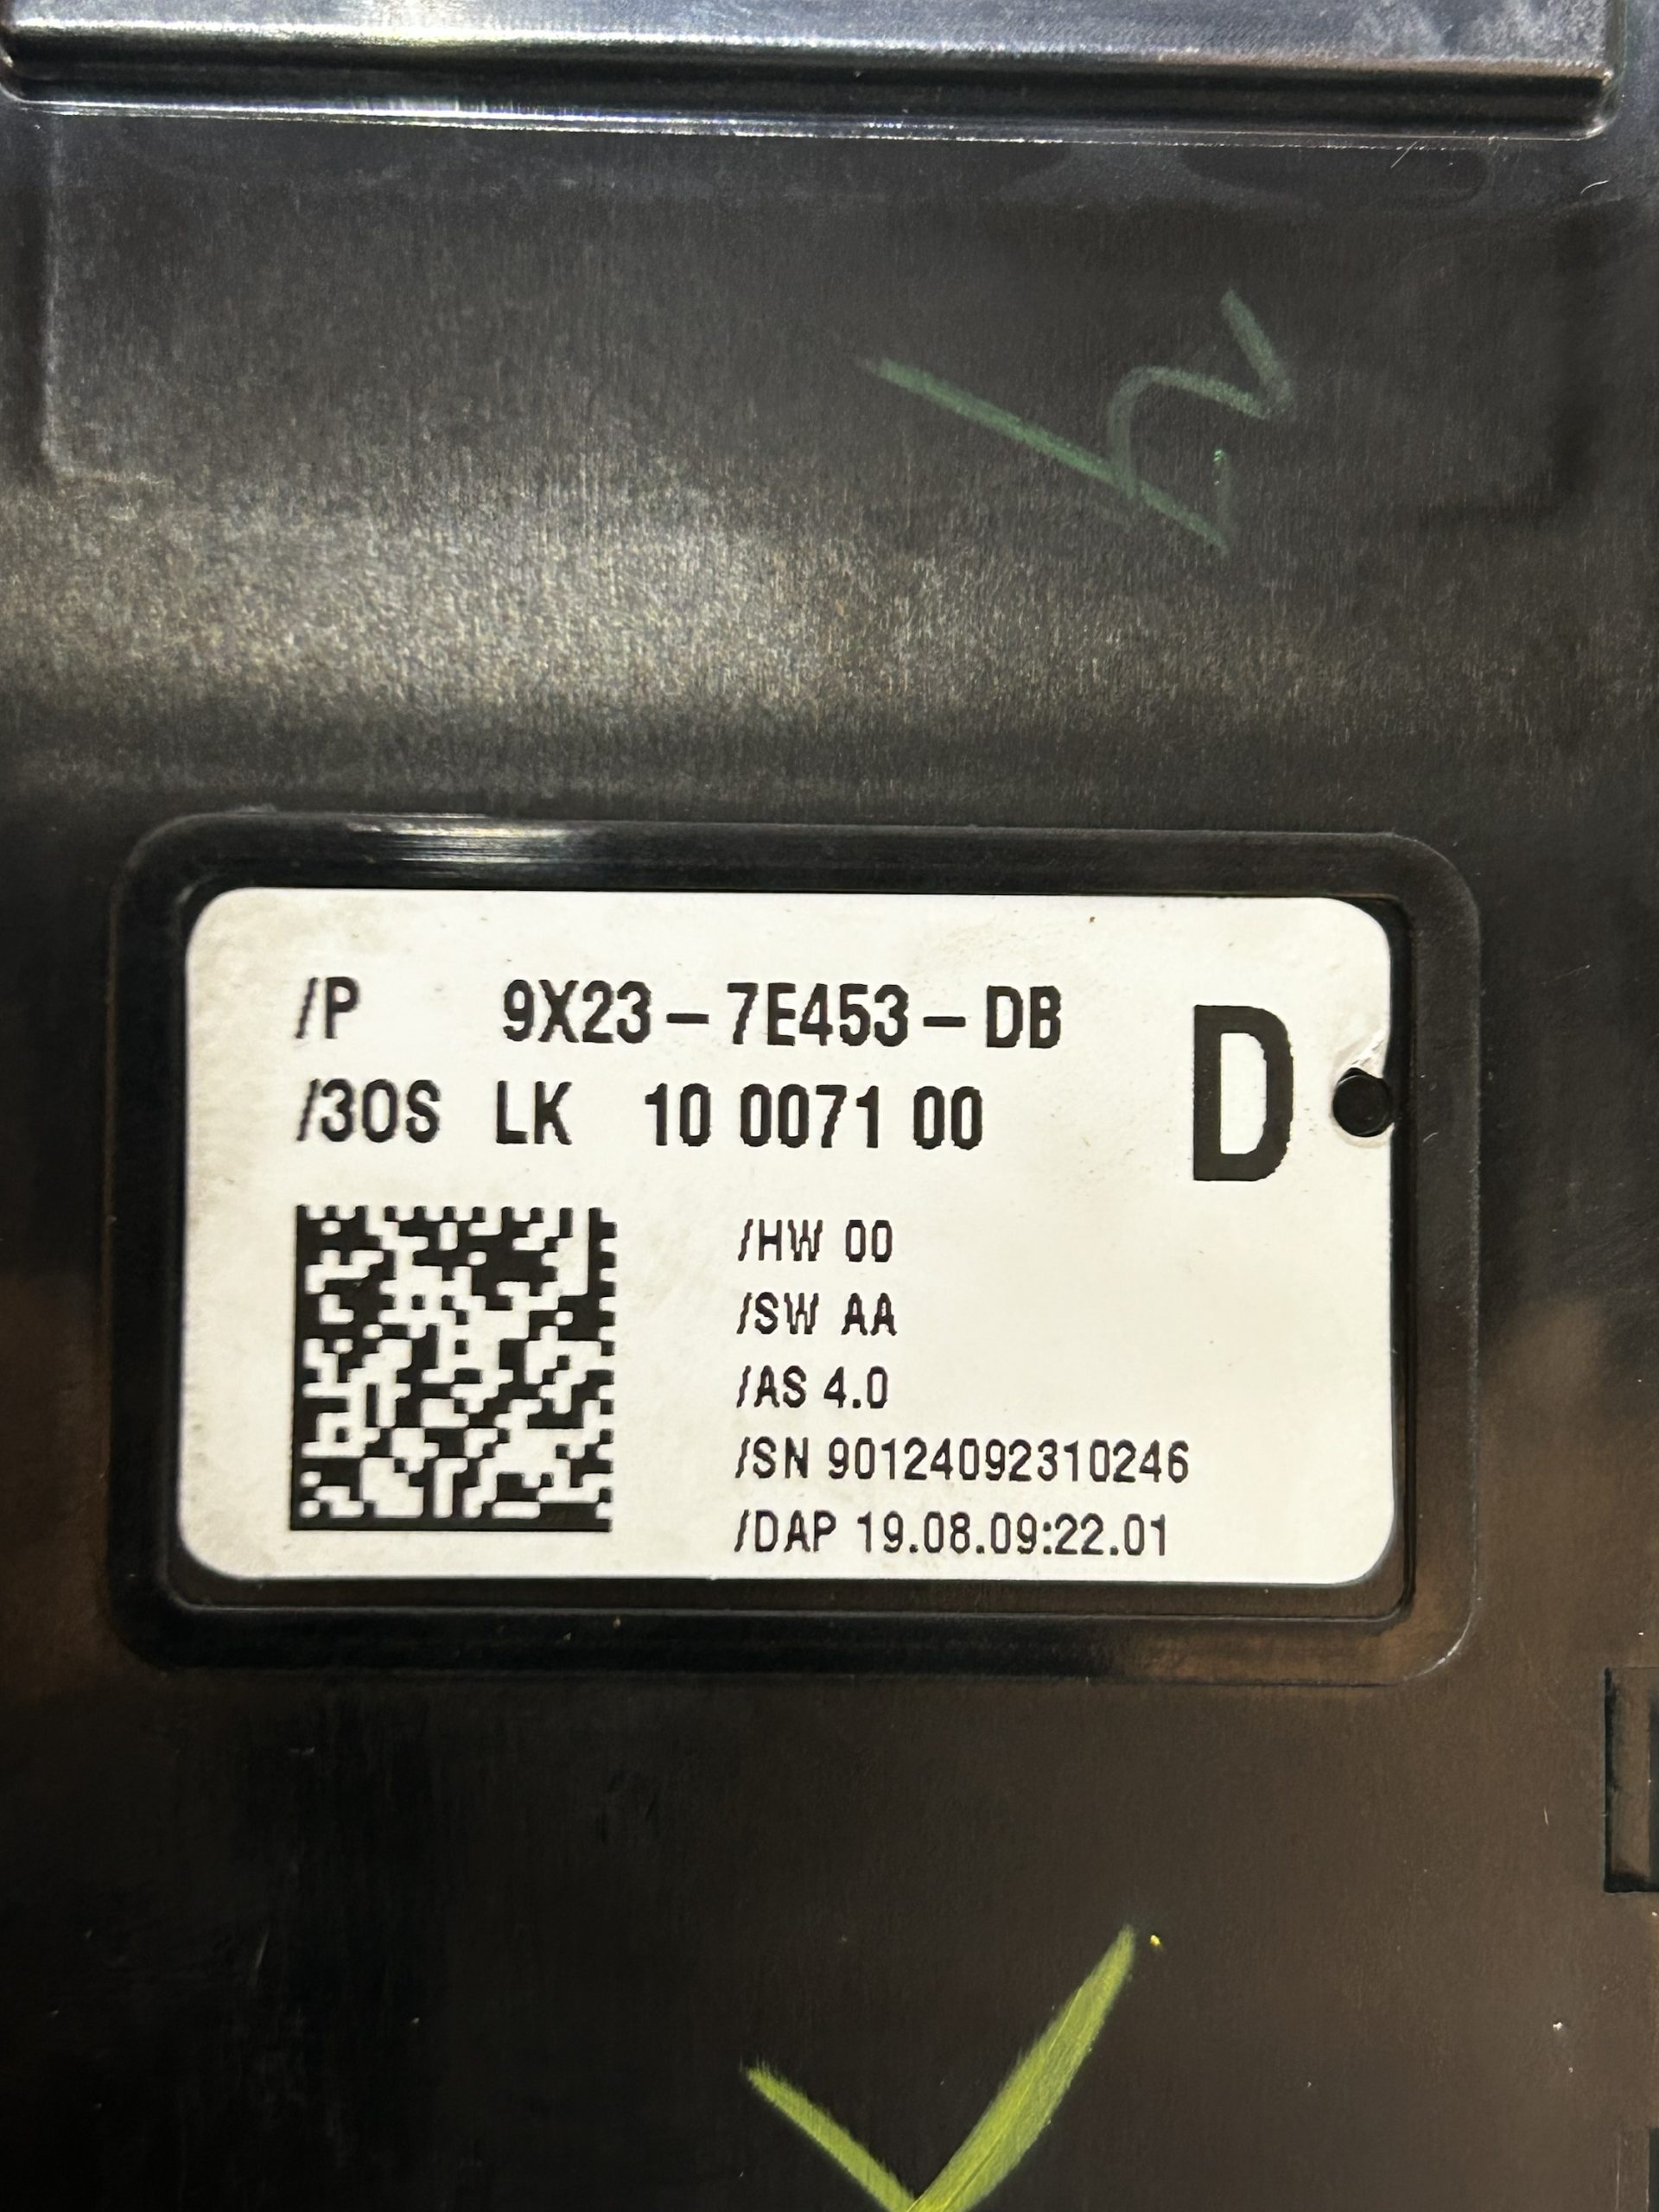 /P 9X23-7E453-DB
D
/3OS LK 10 0071 00
/HW 00
/SW AA
/AS 4.0
/SN 90124092310246
/DAP 19.08.09:22.01